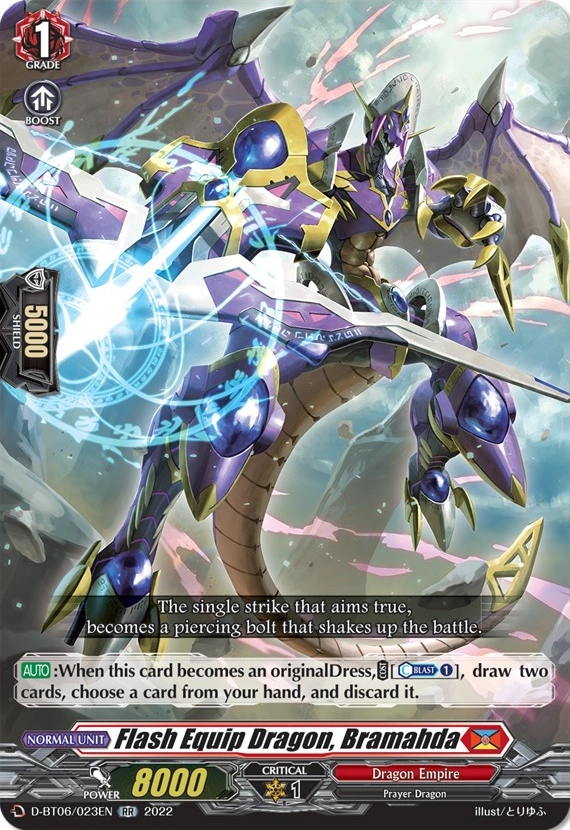 1
GRADE
BOOST
5000
SHIELD
The single strike that aims true,
becomes a piercing bolt that shakes up the battle.
AUTO:When this card becomes an originalDress, COST[C BLAST 1], draw two
cards, choose a card from your hand, and discard it.
NORMAL UNIT Flash Equip Dragon, Bramahda
POWER 8000 CRITICAL 1 Dragon Empire
Prayer Dragon
D-BT06/023EN RR 2022 illust/とりゆふ